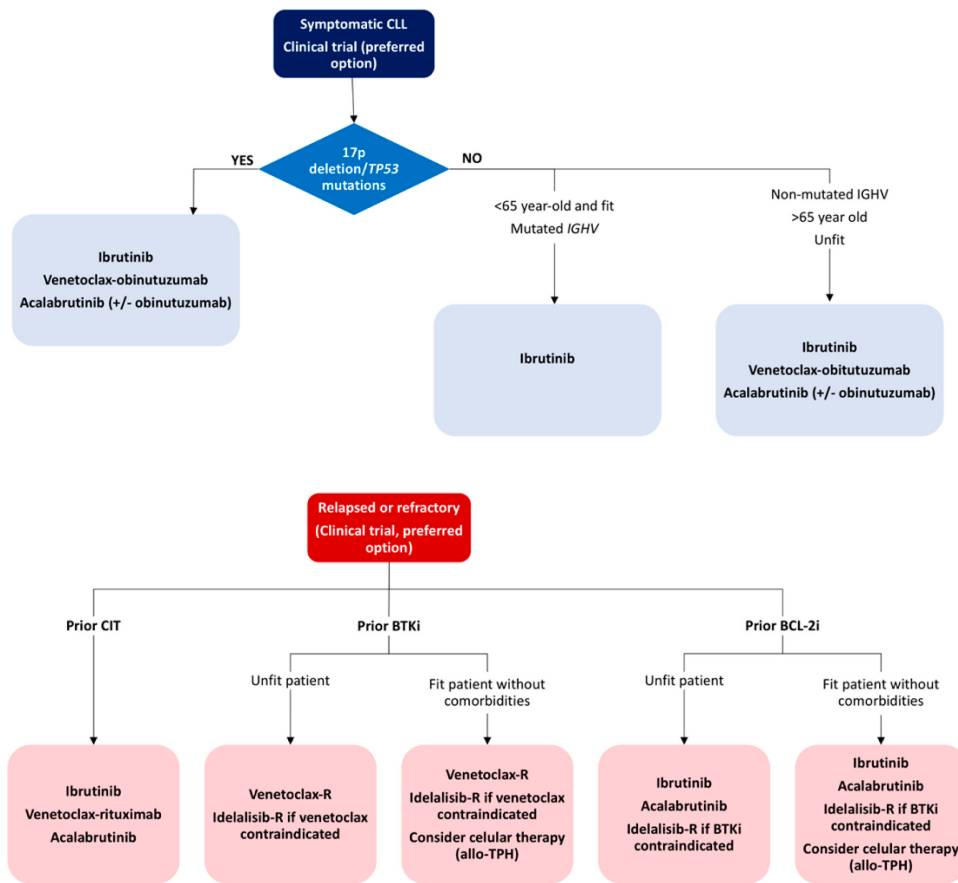 Symptomatic CLL
Clinical trial (preferred
option)
17p
deletion/TP53
mutations
YES
NO
<65 year-old and fit
Mutated IGHV
Non-mutated IGHV
>65 year old
Unfit
Ibrutinib
Venetoclax-obinutuzumab
Acalabrutinib (+/- obinutuzumab)
Ibrutinib
Ibrutinib
Venetoclax-obitutuzumab
Acalabrutinib (+/- obinutuzumab)
Relapsed or refractory
(Clinical trial, preferred
option)
Prior CIT
Prior BTKi
Prior BCL-2i
Unfit patient
Fit patient without
comorbidities
Unfit patient
Fit patient without
comorbidities
Ibrutinib
Venetoclax-rituximab
Acalabrutinib
Venetoclax-R
Idelalisib-R if venetoclax
contraindicated
Venetoclax-R
Idelalisib-R if venetoclax
contraindicated
Consider celular therapy
(allo-TPH)
Ibrutinib
Acalabrutinib
Idelalisib-R if BTKi
contraindicated
Ibrutinib
Acalabrutinib
Idelalisib-R if BTKi
contraindicated
Consider celular therapy
(allo-TPH)